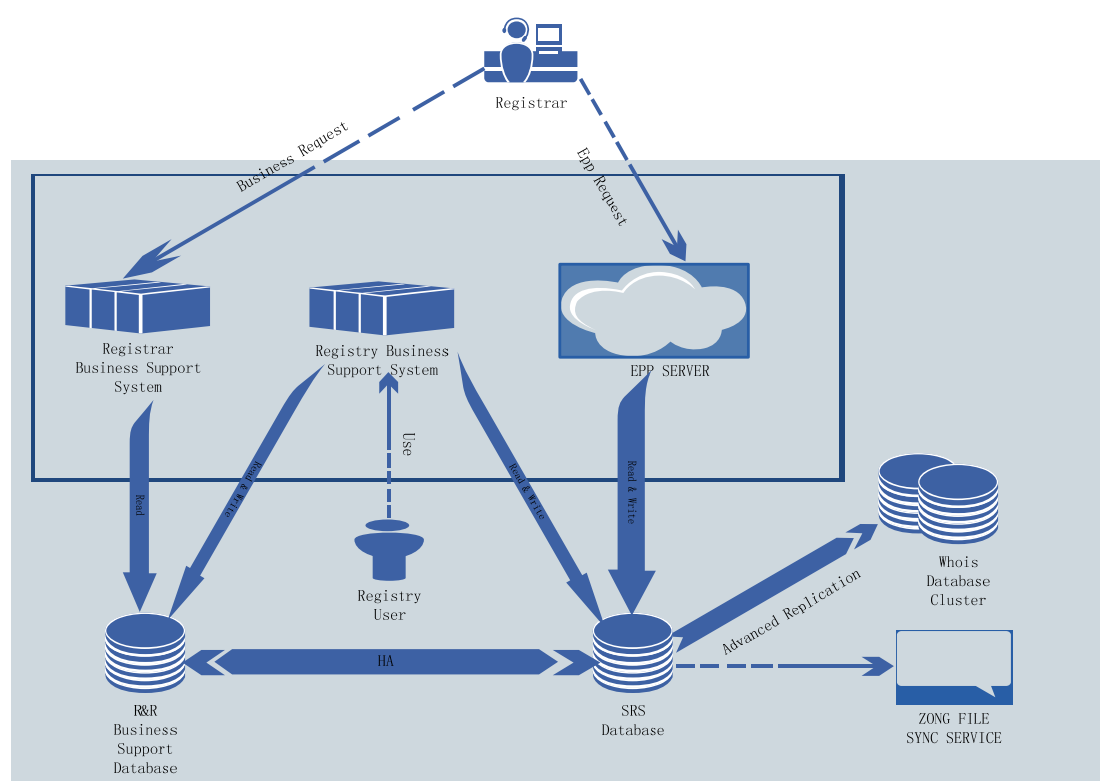 Registrar
Business Request
Epp Request
Registrar
Business Support
System
Registry Business
Support System
EPP SERVER
Use
Read
Read & Write
Read & Write
Read & Write
Registry
User
Whois
Database
Cluster
Advanced Replication
HA
R&R
Business
Support
Database
SRS
Database
ZONG FILE
SYNC SERVICE